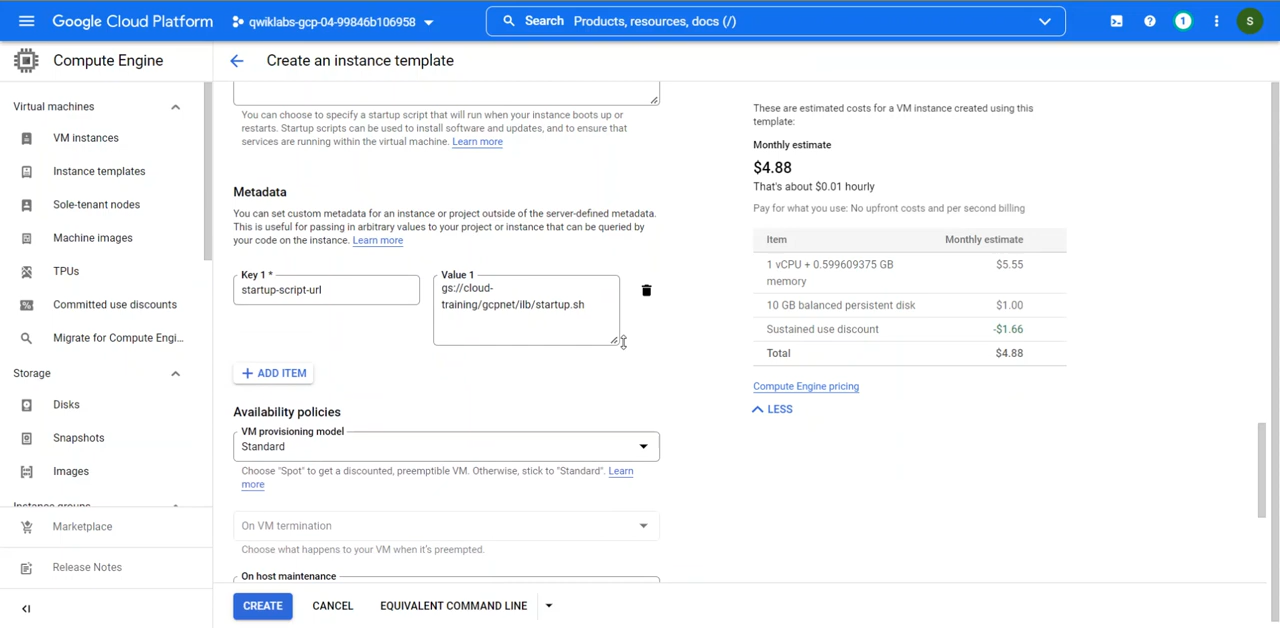 Google Cloud Platform
qwiklabs-gcp-04-99846b106958
Search Products, resources, docs (/)
1
S
Compute Engine
Create an instance template
Virtual machines
VM instances
Instance templates
Sole-tenant nodes
Machine images
TPUs
Committed use discounts
Migrate for Compute Engi...
Storage
Disks
Snapshots
Images
Instance groups
Marketplace
Release Notes
You can choose to specify a startup script that will run when your instance boots up or
restarts. Startup scripts can be used to install software and updates, and to ensure that
services are running within the virtual machine. Learn more
Metadata
You can set custom metadata for an instance or project outside of the server-defined metadata.
This is useful for passing in arbitrary values to your project or instance that can be queried by
your code on the instance. Learn more
Key 1 *
startup-script-url
Value 1
gs://cloud-
training/gcpnet/ilb/startup.sh
+ ADD ITEM
Availability policies
VM provisioning model
Standard
Choose "Spot" to get a discounted, preemptible VM. Otherwise, stick to "Standard". Learn
more
On VM termination
Choose what happens to your VM when it's preempted.
On host maintenance
CREATE
CANCEL
EQUIVALENT COMMAND LINE
These are estimated costs for a VM instance created using this
template:
Monthly estimate
$4.88
That's about $0.01 hourly
Pay for what you use: No upfront costs and per second billing
Item Monthly estimate
1 vCPU + 0.599609375 GB
memory $5.55
10 GB balanced persistent disk $1.00
Sustained use discount -$1.66
Total $4.88
Compute Engine pricing
LESS